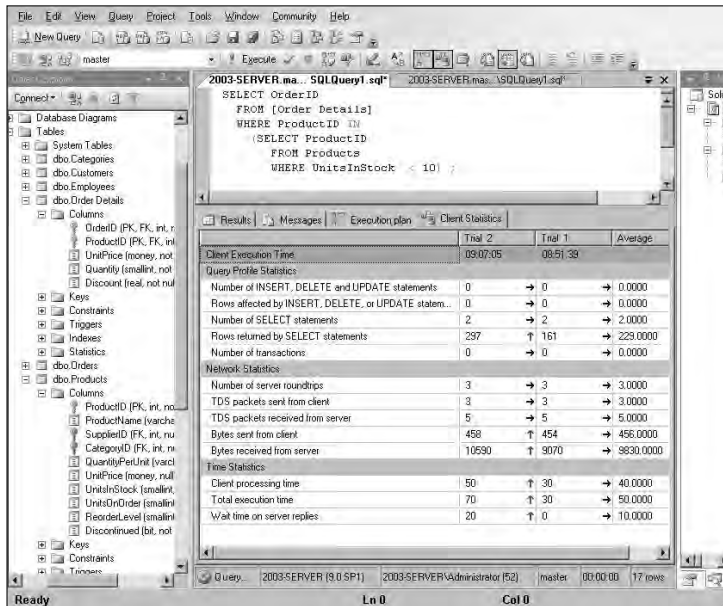 File Edit View Query Project Tools Window Community Help
New Query
master
Execute
Connect
Database Diagrams
Tables
System Tables
dbo.Categories
dbo.Customers
dbo.Employees
dbo.Order Details
Columns
OrderID (PK, FK, int, n
ProductID (PK, FK, int
UnitPrice (money, not
Quantity (smallint, not
Discount (real, not nul
Keys
Constraints
Triggers
Indexes
Statistics
dbo.Orders
dbo.Products
Columns
ProductID (PK, int, no
ProductName (varcha
SupplierID (FK, int, nu
CategoryID (FK, int, n
QuantityPerUnit (varcl
UnitPrice (money, null
UnitsInStock (smallint,
UnitsOnOrder (smallint
ReorderLevel (smallint
Discontinued (bit, not
Keys
Constraints
Triggers
2003-SERVER.ma... SQLQuery1.sql* 2003-SERVER.mas...\SQLQuery1.sql*
SELECT OrderID
FROM [Order Details]
WHERE ProductID IN
(SELECT ProductID
FROM Products
WHERE UnitsInStock < 10) ;
Results Messages Execution plan Client Statistics
Trial 2 Trial 1 Average
Client Execution Time 09:07:05 08:51:39
Query Profile Statistics
Number of INSERT, DELETE and UPDATE statements 0 → 0 → 0.0000
Rows affected by INSERT, DELETE, or UPDATE statem... 0 → 0 → 0.0000
Number of SELECT statements 2 → 2 → 2.0000
Rows returned by SELECT statements 297 ↑ 161 → 229.0000
Number of transactions 0 → 0 → 0.0000
Network Statistics
Number of server roundtrips 3 → 3 → 3.0000
TDS packets sent from client 3 → 3 → 3.0000
TDS packets received from server 5 → 5 → 5.0000
Bytes sent from client 458 ↑ 454 → 456.0000
Bytes received from server 10590 ↑ 9070 → 9830.0000
Time Statistics
Client processing time 50 ↑ 30 → 40.0000
Total execution time 70 ↑ 30 → 50.0000
Wait time on server replies 20 ↑ 0 → 10.0000
Query... 2003-SERVER (9.0 SP1) 2003-SERVER\Administrator (52) master 00:00:00 17 rows
Solu
Ready Ln 0 Col 0